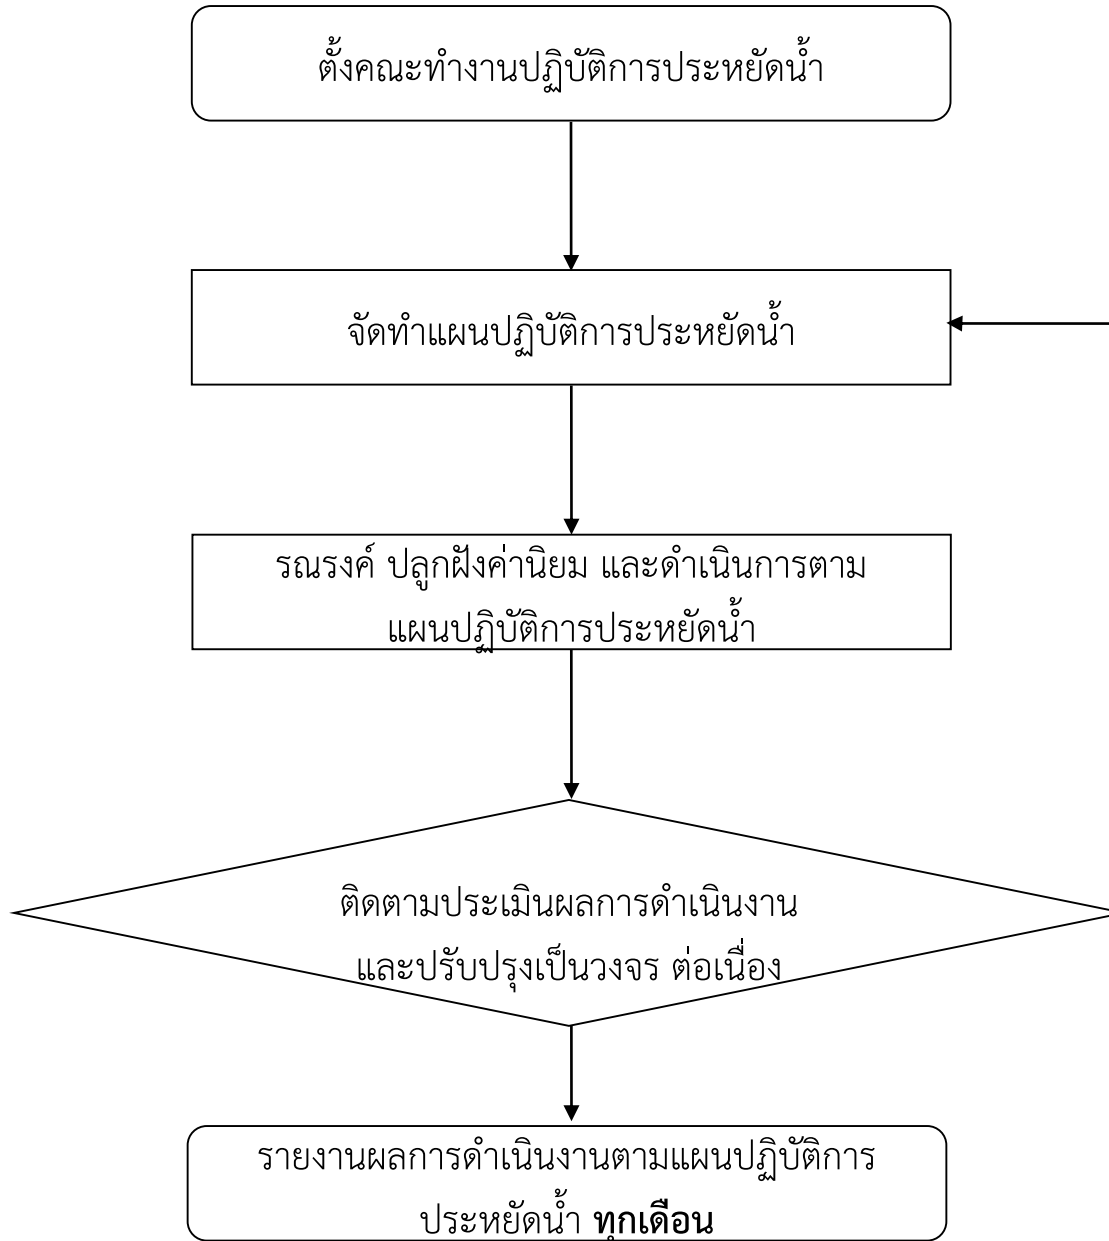 ตั้งคณะทำงานปฏิบัติการประหยัดน้ำ
จัดทำแผนปฏิบัติการประหยัดน้ำ
รณรงค์ ปลูกฝังค่านิยม และดำเนินการตาม
แผนปฏิบัติการประหยัดน้ำ
ติดตามประเมินผลการดำเนินงาน
และปรับปรุงเป็นวงจร ต่อเนื่อง
รายงานผลการดำเนินงานตามแผนปฏิบัติการ
ประหยัดน้ำ ทุกเดือน